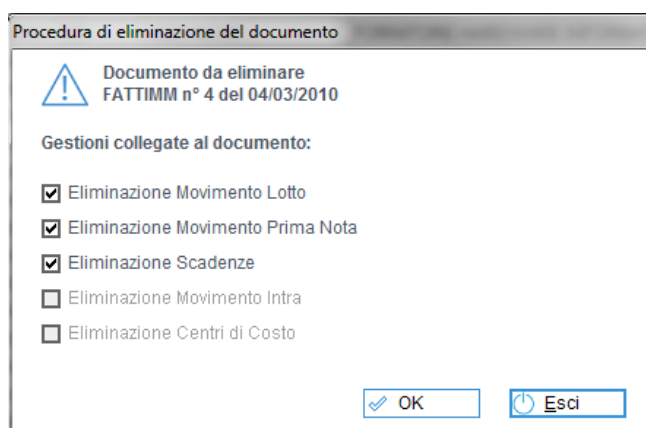 Procedura di eliminazione del documento
Documento da eliminare
FATTIMM n° 4 del 04/03/2010
Gestioni collegate al documento:
Eliminazione Movimento Lotto
Eliminazione Movimento Prima Nota
Eliminazione Scadenze
Eliminazione Movimento Intra
Eliminazione Centri di Costo
OK
Esci